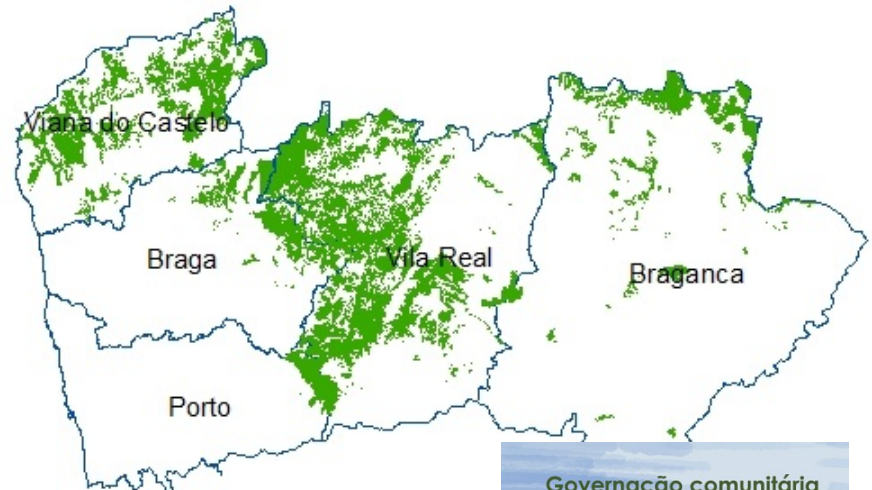 Viana do Castelo
Braga
Vila Real
Braganca
Porto
Governação comunitária